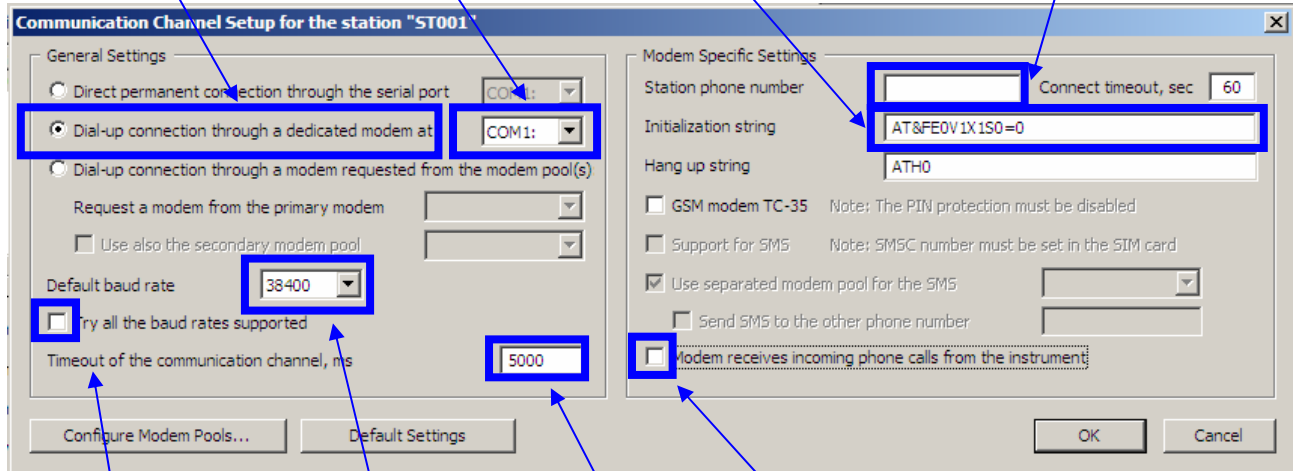 Communication Channel Setup for the station "ST001"
General Settings
Direct permanent connection through the serial port COM1:
Dial-up connection through a dedicated modem at COM1:
Dial-up connection through a modem requested from the modem pool(s)
Request a modem from the primary modem
Use also the secondary modem pool
Default baud rate 38400
Try all the baud rates supported
Timeout of the communication channel, ms 5000
Modem Specific Settings
Station phone number Connect timeout, sec 60
Initialization string AT&FE0V1X1S0=0
Hang up string ATH0
GSM modem TC-35 Note: The PIN protection must be disabled
Support for SMS Note: SMSC number must be set in the SIM card
Use separated modem pool for the SMS
Send SMS to the other phone number
Modem receives incoming phone calls from the instrument
Configure Modem Pools... Default Settings OK Cancel